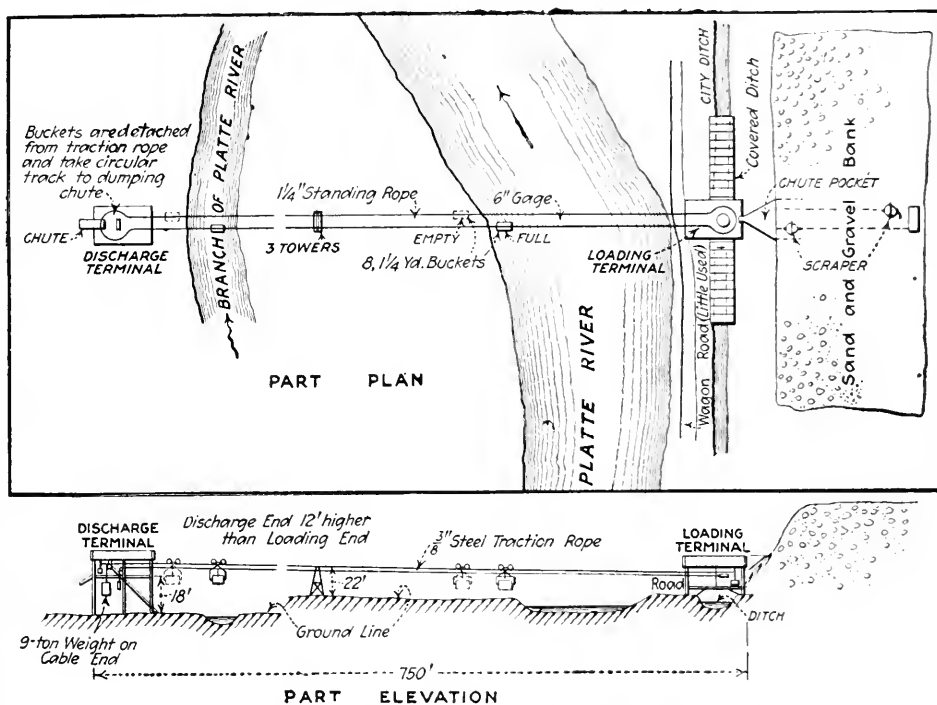 Buckets are detached
from traction rope
and take circular
track to dumping
chute
CHUTE
DISCHARGE
TERMINAL
BRANCH OF PLATTE RIVER
1¼" Standing Rope
3 TOWERS
EMPTY
FULL
8, 1¼ Yd. Buckets
6" Gage
PLATTE RIVER
LOADING
TERMINAL
Wagon Road (Little Used)
CITY DITCH
Covered Ditch
CHUTE POCKET
SCRAPER
Sand and Gravel Bank
PART PLAN
DISCHARGE
TERMINAL
Discharge End 12' higher
than Loading End
⅜" Steel Traction Rope
LOADING
TERMINAL
18'
22'
Road
DITCH
Ground Line
9-ton Weight on
Cable End
750'
PART ELEVATION